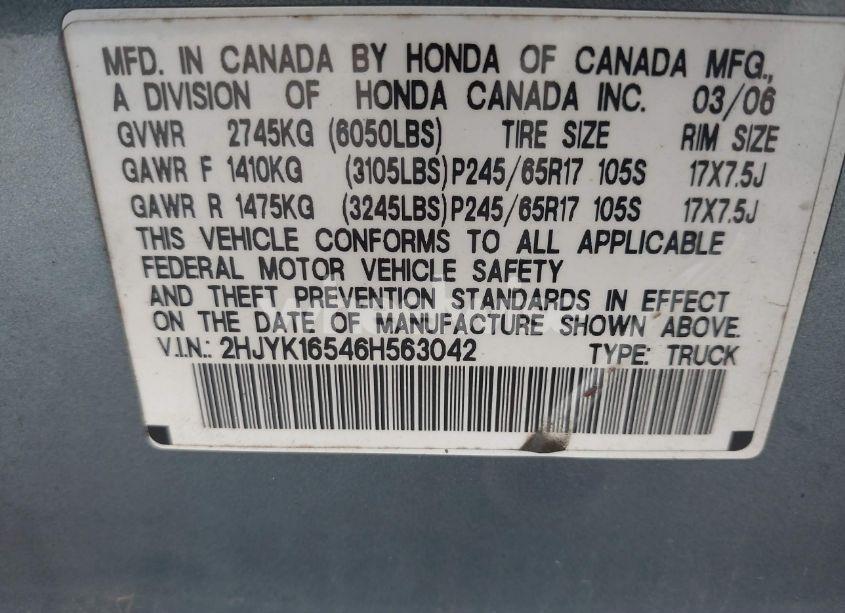 MFD. IN CANADA BY HONDA OF CANADA MFG.,
A DIVISION OF HONDA CANADA INC. 03/06
GVWR 2745KG (6050LBS) TIRE SIZE RIM SIZE
GAWR F 1410KG (3105LBS) P245/65R17 105S 17X7.5J
GAWR R 1475KG (3245LBS) P245/65R17 105S 17X7.5J
THIS VEHICLE CONFORMS TO ALL APPLICABLE
FEDERAL MOTOR VEHICLE SAFETY
AND THEFT PREVENTION STANDARDS IN EFFECT
ON THE DATE OF MANUFACTURE SHOWN ABOVE.
V.I.N.: 2HJYK16546H563042 TYPE: TRUCK